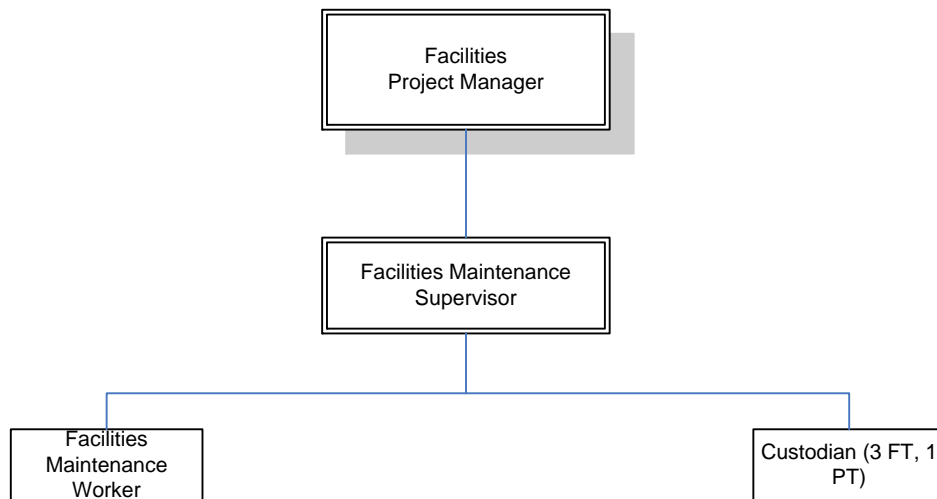 Facilities
Project Manager
Facilities Maintenance
Supervisor
Facilities
Maintenance
Worker
Custodian (3 FT, 1
PT)